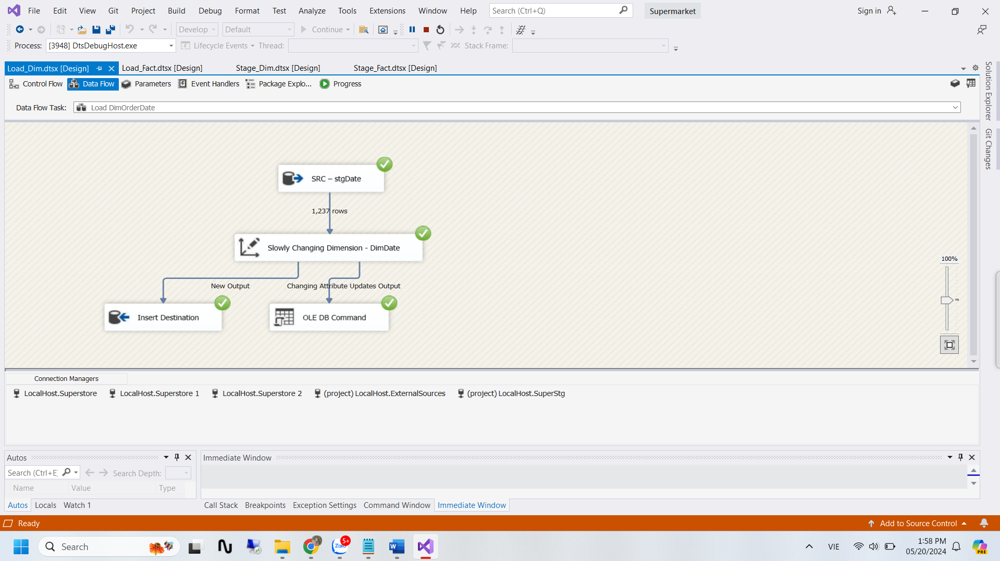 File Edit View Git Project Build Debug Format Test Analyze Tools Extensions Window Help Search (Ctrl+Q) Supermarket Sign in
Develop Default Continue
Process: [3948] DtsDebugHost.exe Lifecycle Events Thread: Stack Frame:
Load_Dim.dtsx [Design] Load_Fact.dtsx [Design] Stage_Dim.dtsx [Design] Stage_Fact.dtsx [Design]
Control Flow Data Flow Parameters Event Handlers Package Explo... Progress
Data Flow Task: Load DimOrderDate
Solution Explorer
Git Changes
SRC – stgDate
1,237 rows
Slowly Changing Dimension - DimDate
100%
New Output Changing Attribute Updates Output
Insert Destination OLE DB Command
Connection Managers
LocalHost.Superstore LocalHost.Superstore 1 LocalHost.Superstore 2 (project) LocalHost.ExternalSources (project) LocalHost.SuperStg
Autos Immediate Window
Search (Ctrl+E) Search Depth:
Name Value Type
Autos Locals Watch 1 Call Stack Breakpoints Exception Settings Command Window Immediate Window
Ready Add to Source Control
Search Zalo 5+ W VIE 1:58 PM
05/20/2024 PRE